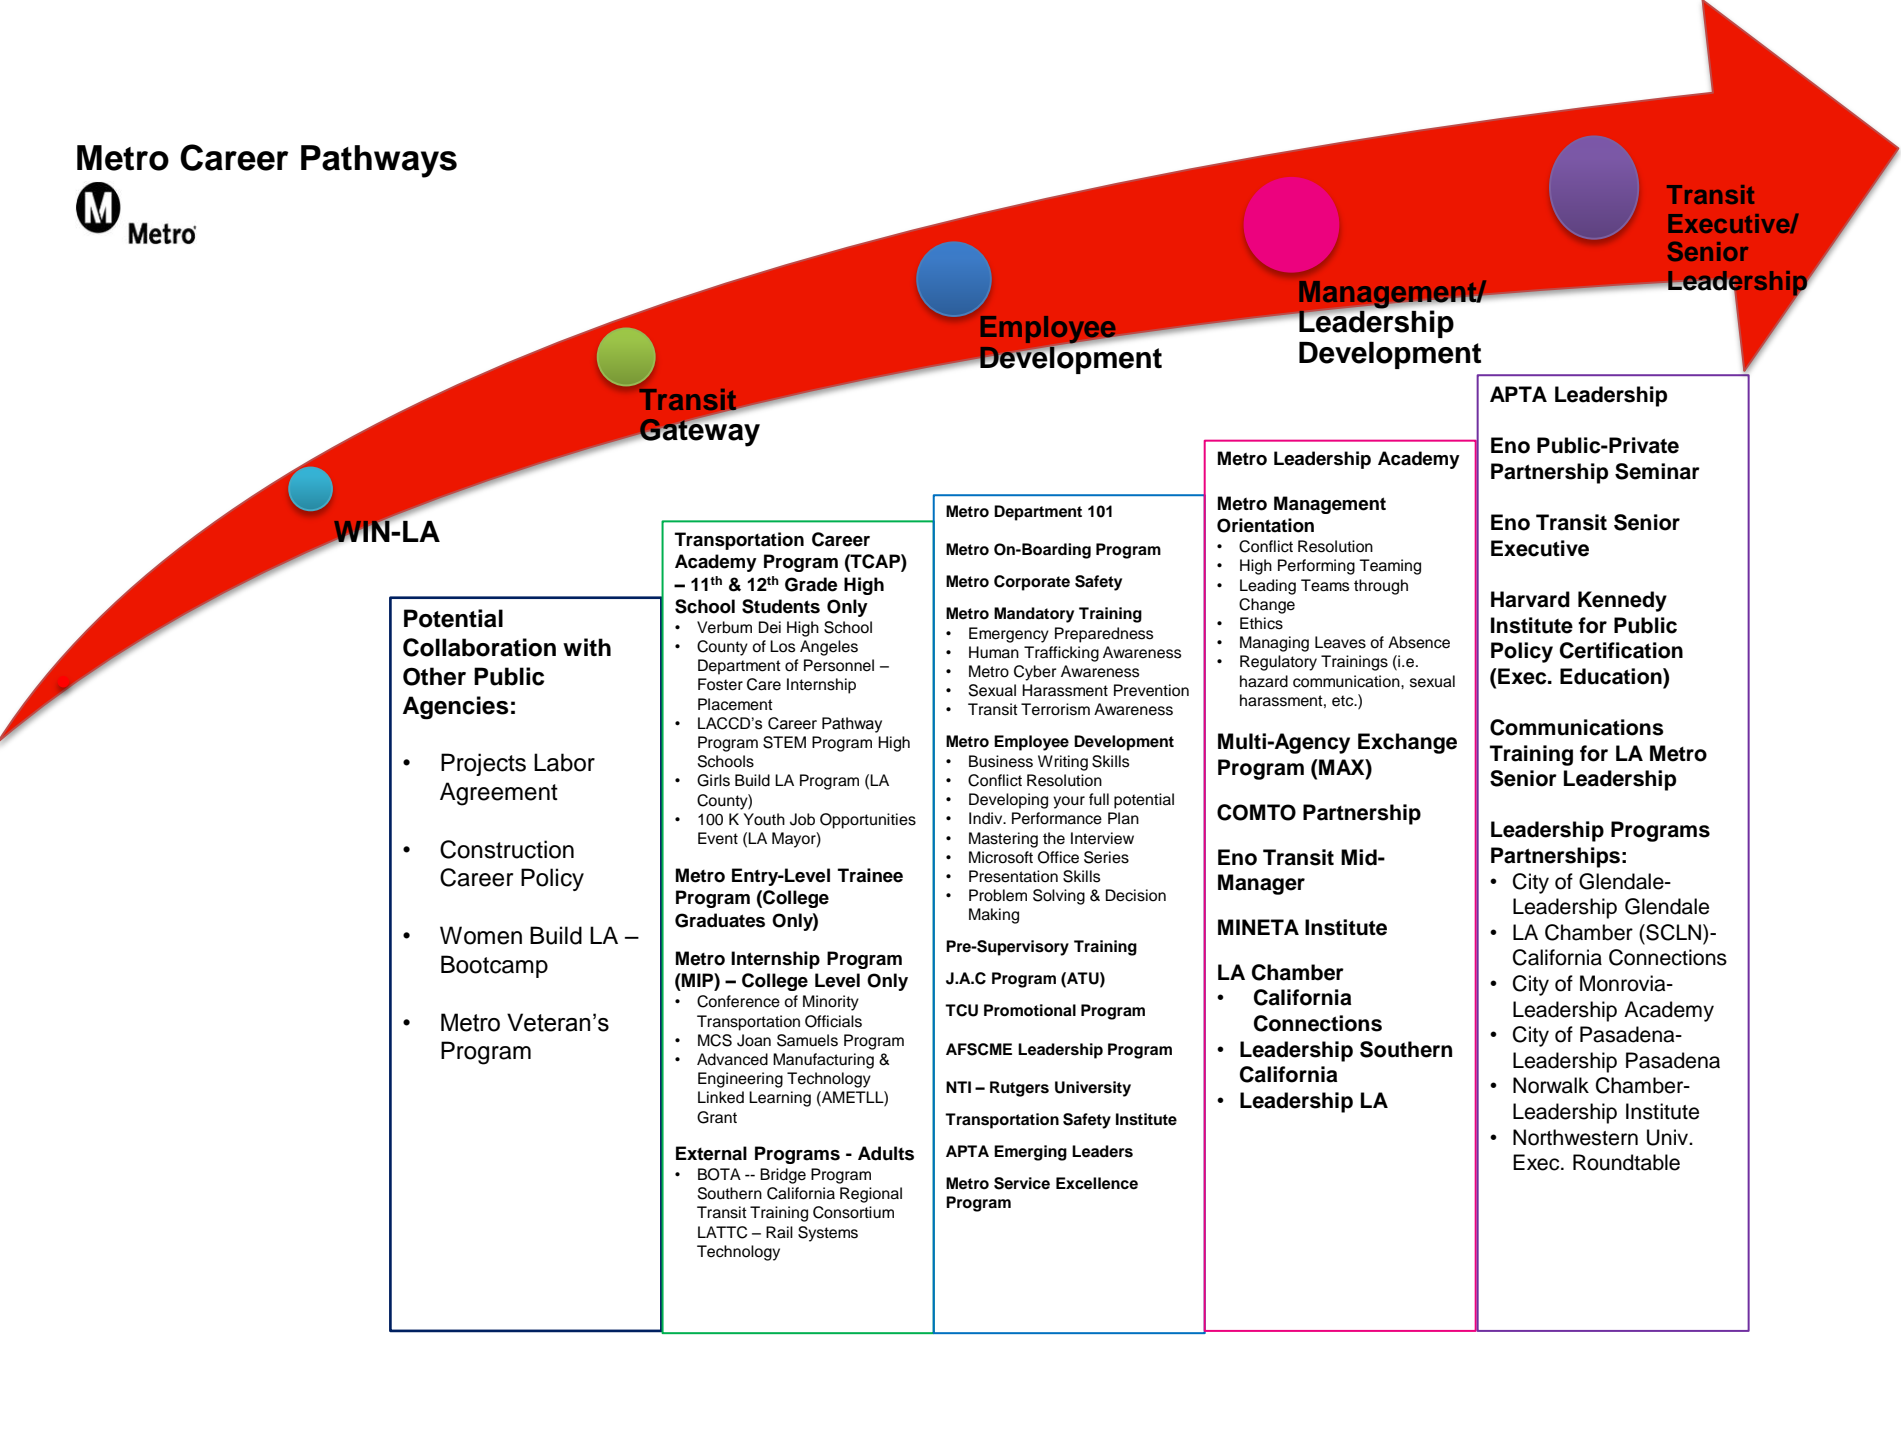 Metro Career Pathways
M
Metro
WIN-LA
Transit
Gateway
Employee
Development
Management/
Leadership
Development
Transit
Executive/
Senior
Leadership
Potential
Collaboration with
Other Public
Agencies:
• Projects Labor
Agreement
• Construction
Career Policy
• Women Build LA –
Bootcamp
• Metro Veteran’s
Program
Transportation Career
Academy Program (TCAP)
– 11th & 12th Grade High
School Students Only
• Verbum Dei High School
• County of Los Angeles
Department of Personnel –
Foster Care Internship
Placement
• LACCD’s Career Pathway
Program STEM Program High
Schools
• Girls Build LA Program (LA
County)
• 100 K Youth Job Opportunities
Event (LA Mayor)
Metro Entry-Level Trainee
Program (College
Graduates Only)
Metro Internship Program
(MIP) – College Level Only
• Conference of Minority
Transportation Officials
• MCS Joan Samuels Program
• Advanced Manufacturing &
Engineering Technology
Linked Learning (AMETLL)
Grant
External Programs - Adults
• BOTA -- Bridge Program
Southern California Regional
Transit Training Consortium
LATTC – Rail Systems
Technology
Metro Department 101
Metro On-Boarding Program
Metro Corporate Safety
Metro Mandatory Training
• Emergency Preparedness
• Human Trafficking Awareness
• Metro Cyber Awareness
• Sexual Harassment Prevention
• Transit Terrorism Awareness
Metro Employee Development
• Business Writing Skills
• Conflict Resolution
• Developing your full potential
• Indiv. Performance Plan
• Mastering the Interview
• Microsoft Office Series
• Presentation Skills
• Problem Solving & Decision
Making
Pre-Supervisory Training
J.A.C Program (ATU)
TCU Promotional Program
AFSCME Leadership Program
NTI – Rutgers University
Transportation Safety Institute
APTA Emerging Leaders
Metro Service Excellence
Program
Metro Leadership Academy
Metro Management
Orientation
• Conflict Resolution
• High Performing Teaming
• Leading Teams through
Change
• Ethics
• Managing Leaves of Absence
• Regulatory Trainings (i.e.
hazard communication, sexual
harassment, etc.)
Multi-Agency Exchange
Program (MAX)
COMTO Partnership
Eno Transit Mid-
Manager
MINETA Institute
LA Chamber
• California
Connections
• Leadership Southern
California
• Leadership LA
APTA Leadership
Eno Public-Private
Partnership Seminar
Eno Transit Senior
Executive
Harvard Kennedy
Institute for Public
Policy Certification
(Exec. Education)
Communications
Training for LA Metro
Senior Leadership
Leadership Programs
Partnerships:
• City of Glendale-
Leadership Glendale
• LA Chamber (SCLN)-
California Connections
• City of Monrovia-
Leadership Academy
• City of Pasadena-
Leadership Pasadena
• Norwalk Chamber-
Leadership Institute
• Northwestern Univ.
Exec. Roundtable